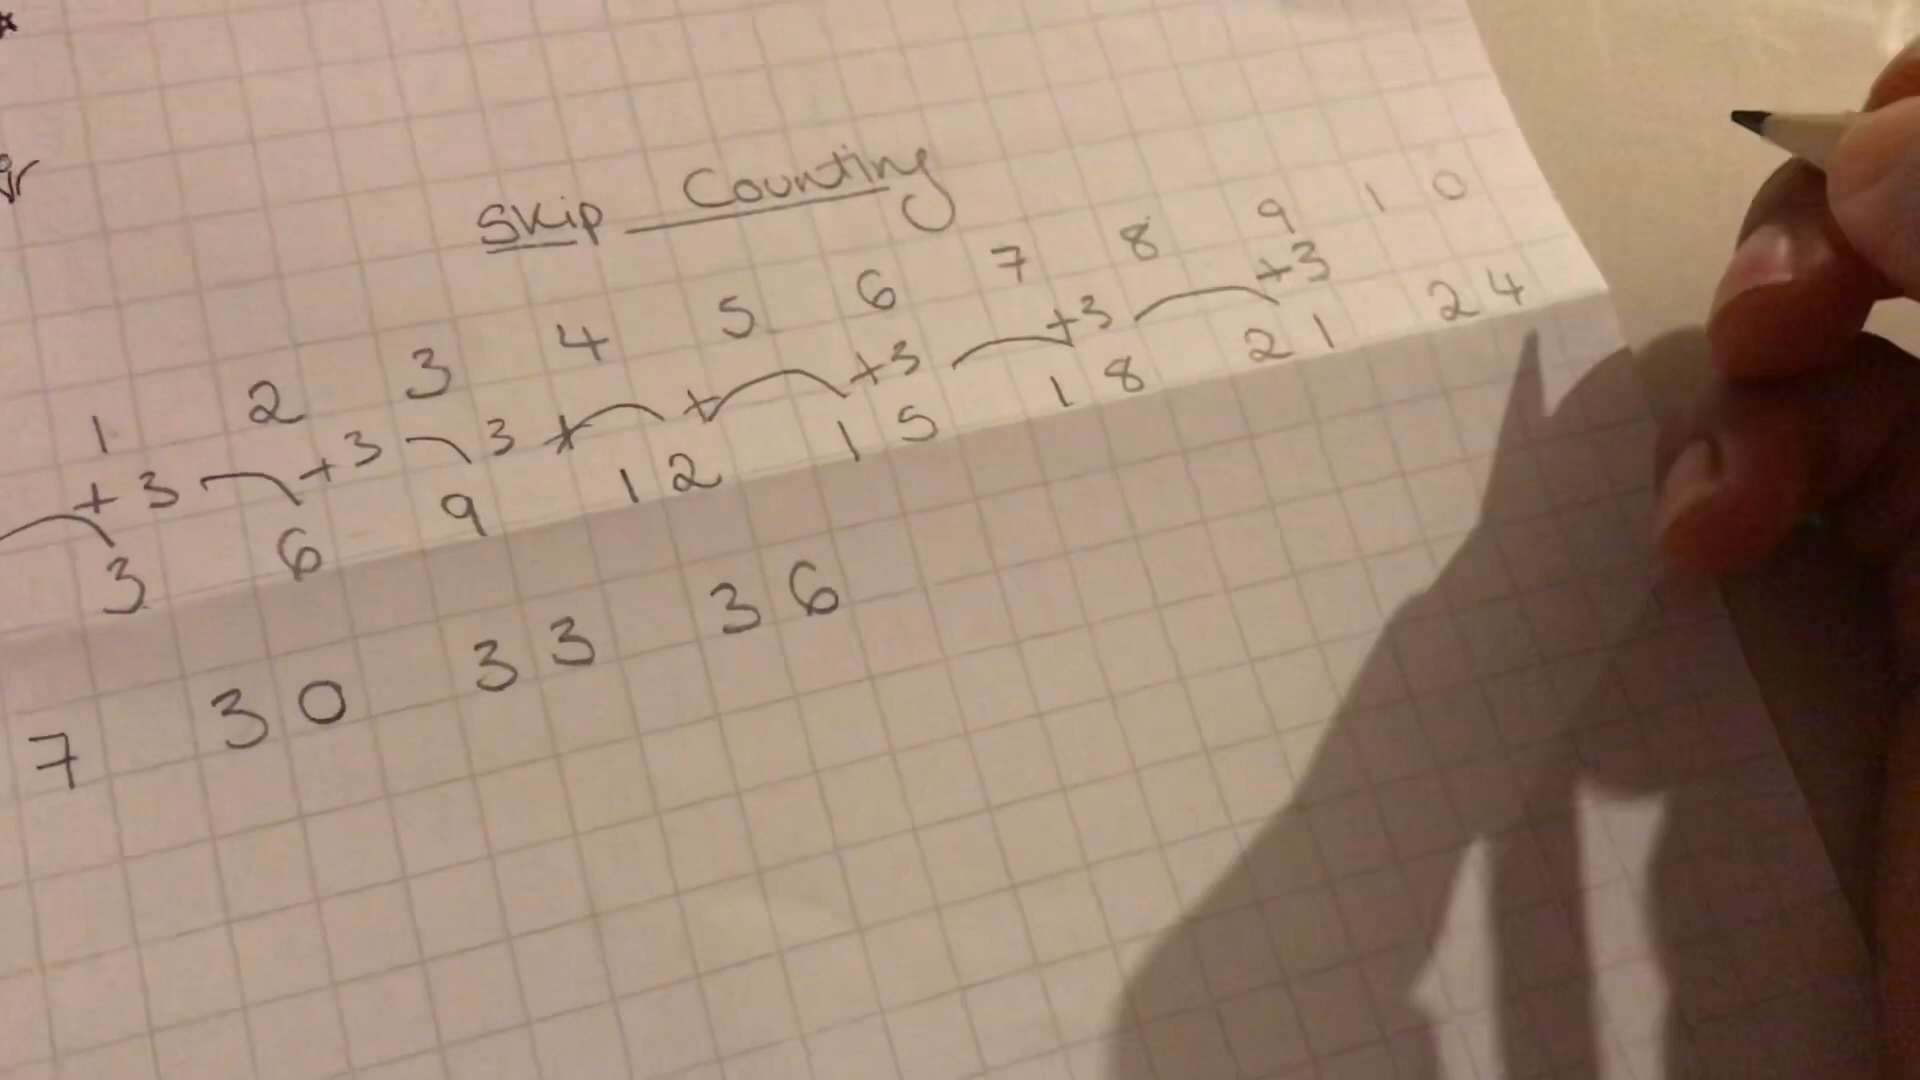 Skip Counting
1 2 3 4 5 6 7 8 9 10
+3 +3 3 + + +3 +3 +3
3 6 9 12 15 18 21 24
7 30 33 36